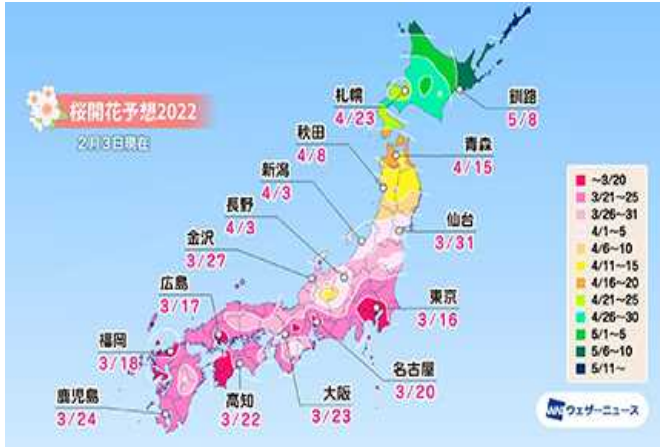 桜開花予想2022
2月3日現在
札幌
4/23
釧路
5/8
秋田
4/8
青森
4/15
新潟
4/3
長野
4/3
仙台
3/31
金沢
3/27
広島
3/17
東京
3/16
福岡
3/18
名古屋
3/20
鹿児島
3/24
高知
3/22
大阪
3/23
~3/20
3/21~25
3/26~31
4/1~5
4/6~10
4/11~15
4/16~20
4/21~25
4/26~30
5/1~5
5/6~10
5/11~
ウェザーニュース